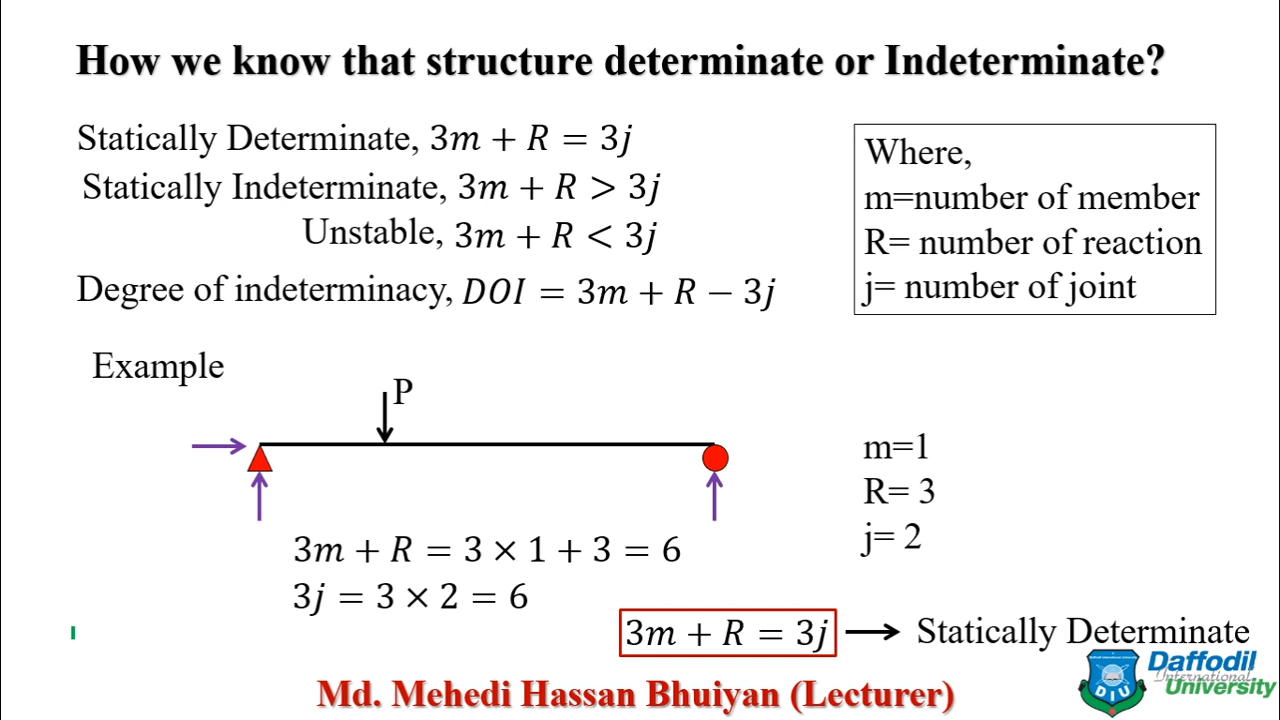 How we know that structure determinate or Indeterminate?
Statically Determinate, 3m + R = 3j
Statically Indeterminate, 3m + R > 3j
Unstable, 3m + R < 3j
Degree of indeterminacy, DOI = 3m + R − 3j
Where,
m=number of member
R= number of reaction
j= number of joint
Example
P
m=1
R= 3
j= 2
3m + R = 3 × 1 + 3 = 6
3j = 3 × 2 = 6
3m + R = 3j
Statically Determinate
Md. Mehedi Hassan Bhuiyan (Lecturer)
DIU
Daffodil
International
University